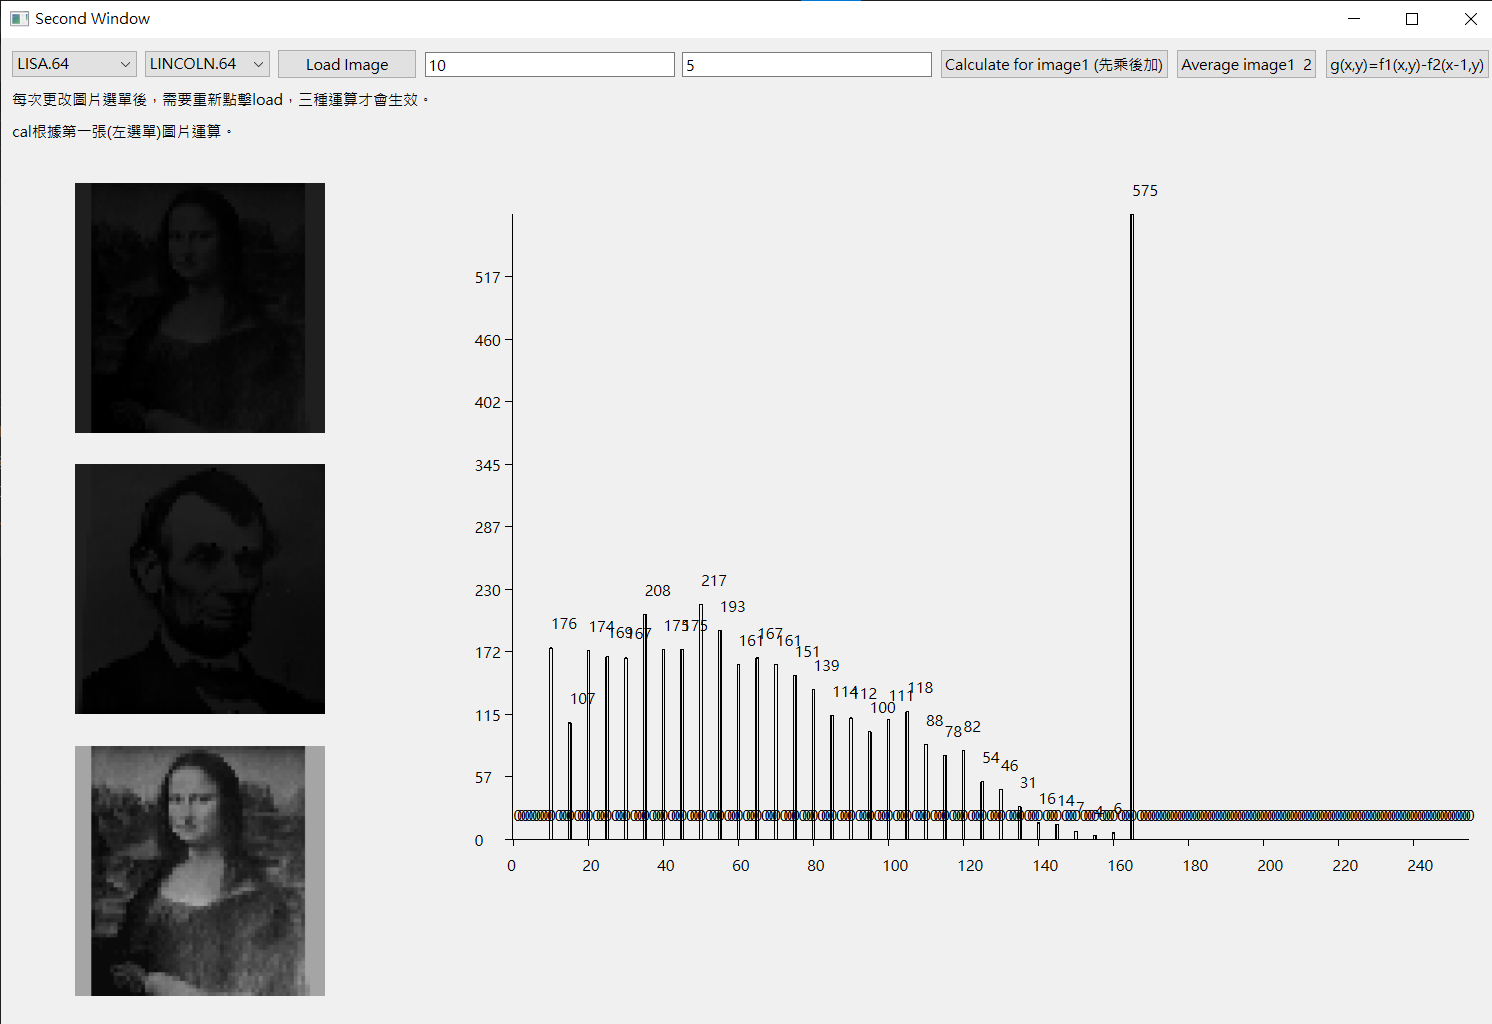 Second Window
LISA.64 LINCOLN.64 Load Image 10 5 Calculate for image1 (先乘後加) Average image1 2 g(x,y)=f1(x,y)-f2(x-1,y)
每次更改圖片選單後，需要重新點擊load，三種運算才會生效。
cal根據第一張(左選單)圖片運算。
575
517
460
402
345
287
230
172
115
57
0
176 107 174 169 167 208 175 175 217 193 161 167 161 151 139 114 112 100 111 118 88 78 82 54 46 31 16 14 7 4 6
0 20 40 60 80 100 120 140 160 180 200 220 240